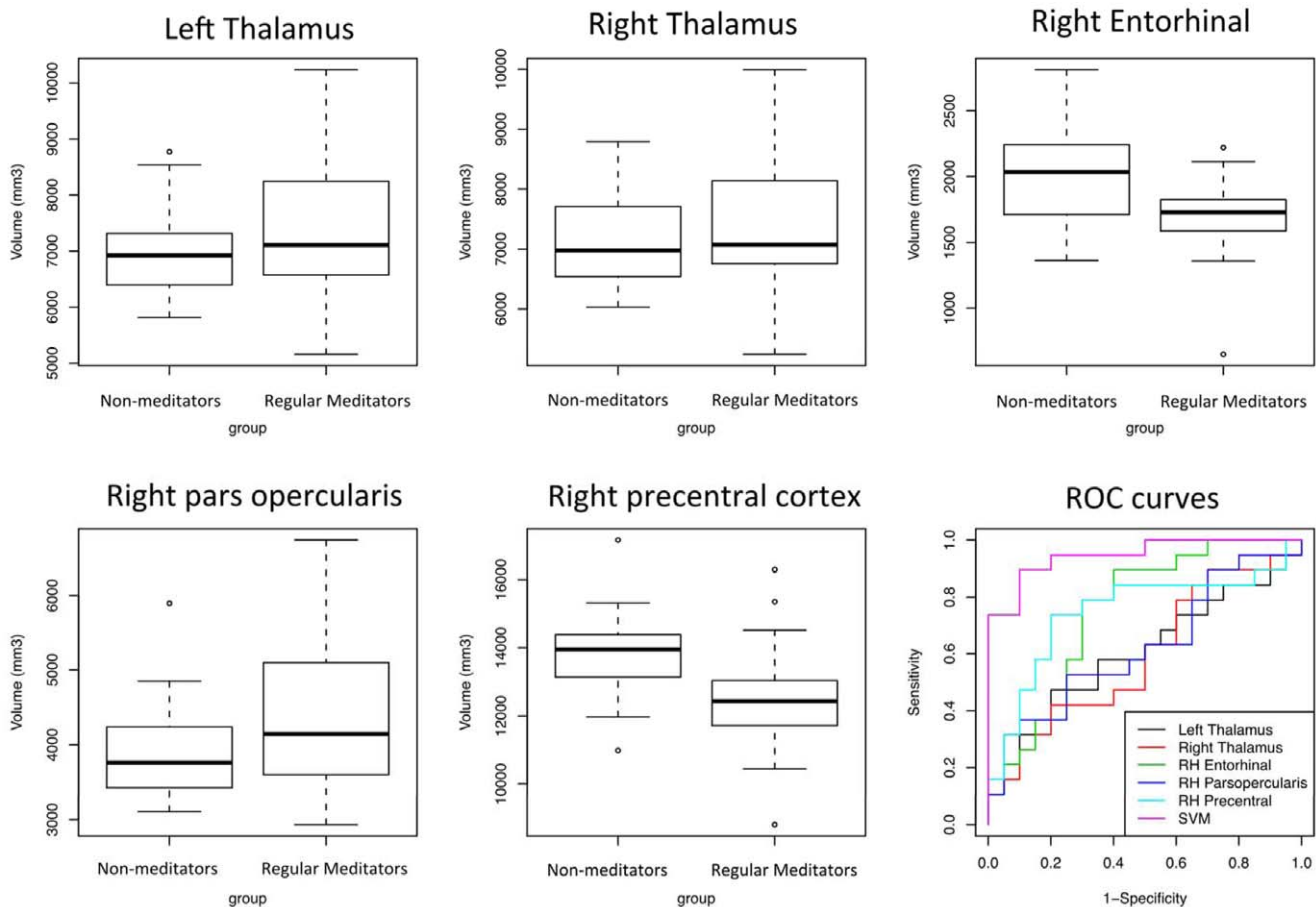 Left Thalamus
Volume (mm3)
10000
9000
8000
7000
6000
5000
Non-meditators
Regular Meditators
group
Right Thalamus
Volume (mm3)
10000
9000
8000
7000
6000
Non-meditators
Regular Meditators
group
Right Entorhinal
Volume (mm3)
2500
2000
1500
1000
Non-meditators
Regular Meditators
group
Right pars opercularis
Volume (mm3)
6000
5000
4000
3000
Non-meditators
Regular Meditators
group
Right precentral cortex
Volume (mm3)
16000
14000
12000
10000
Non-meditators
Regular Meditators
group
ROC curves
Sensitivity
1.0
0.8
0.6
0.4
0.2
0.0
Left Thalamus
Right Thalamus
RH Entorhinal
RH Parsopercularis
RH Precentral
SVM
0.0 0.2 0.4 0.6 0.8 1.0
1-Specificity